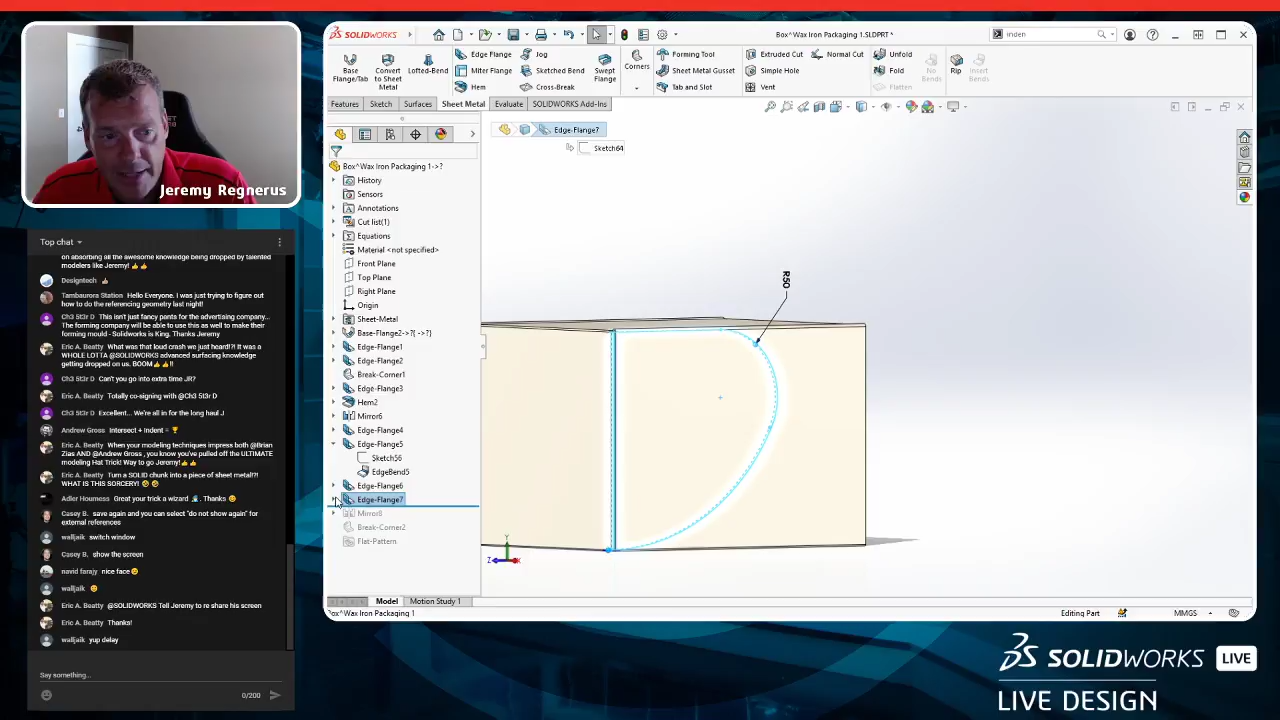 SOLIDWORKS
Box^Wax Iron Packaging 1.SLDPRT *
inden
Base Flange/Tab
Convert to Sheet Metal
Lofted-Bend
Edge Flange
Miter Flange
Hem
Jog
Sketched Bend
Cross-Break
Swept Flange
Corners
Forming Tool
Sheet Metal Gusset
Tab and Slot
Extruded Cut
Simple Hole
Vent
Normal Cut
Unfold
Fold
Flatten
No Bends
Rip
Insert Bends
Features Sketch Surfaces Sheet Metal Evaluate SOLIDWORKS Add-Ins
Edge-Flange7
Sketch64
Box^Wax Iron Packaging 1->?
History
Sensors
Annotations
Cut list(1)
Equations
Material <not specified>
Front Plane
Top Plane
Right Plane
Origin
Sheet-Metal
Base-Flange2->?{ ->?}
Edge-Flange1
Edge-Flange2
Break-Corner1
Edge-Flange3
Hem2
Mirror6
Edge-Flange4
Edge-Flange5
Sketch56
EdgeBend5
Edge-Flange6
Edge-Flange7
Mirror8
Break-Corner2
Flat-Pattern
R50
Y
Z
X
Model Motion Study 1
Box^Wax Iron Packaging 1
Editing Part
MMGS
Jeremy Regnerus
Top chat
on absorbing all the awesome knowledge being dropped by talented
modelers like Jeremy!
Designtech
Tambaurora Station Hello Everyone. I was just trying to figure out
how to do the referencing geometry last night!
Ch3 5t3r D This isn't just fancy pants for the advertising company...
The forming company will be able to use this as well to make their
forming mould - Solidworks is King. Thanks Jeremy
Eric A. Beatty What was that loud crash we just heard!!?! It was a
WHOLE LOTTA @SOLIDWORKS advanced surfacing knowledge
getting dropped on us. BOOM
Ch3 5t3r D Can't you go into extra time JR?
Eric A. Beatty Totally co-signing with @Ch3 5t3r D
Ch3 5t3r D Excellent... We're all in for the long haul J
Andrew Gross Intersect + Indent =
Eric A. Beatty When your modeling techniques impress both @Brian
Zias AND @Andrew Gross , you know you've pulled off the ULTIMATE
modeling Hat Trick! Way to go Jeremy!
Eric A. Beatty Turn a SOLID chunk into a piece of sheet metal!?!
WHAT IS THIS SORCERY!
Adler Hourness Great your trick a wizard . Thanks
Casey B. save again and you can select "do not show again" for
external references
walljaik switch window
Casey B. show the screen
navid farajy nice face
walljaik
Eric A. Beatty @SOLIDWORKS Tell Jeremy to re share his screen
Eric A. Beatty Thanks!
walljaik yup delay
Say something...
0/200
SOLIDWORKS LIVE
LIVE DESIGN